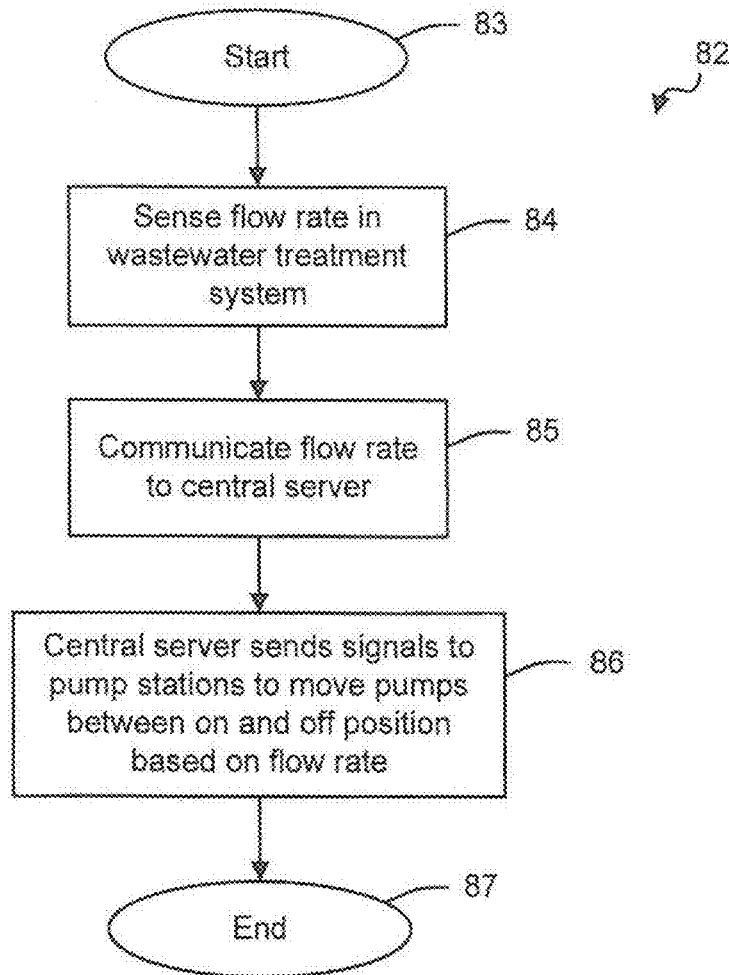 Start
83
82
Sense flow rate in
wastewater treatment
system
84
Communicate flow rate
to central server
85
Central server sends signals to
pump stations to move pumps
between on and off position
based on flow rate
86
End
87